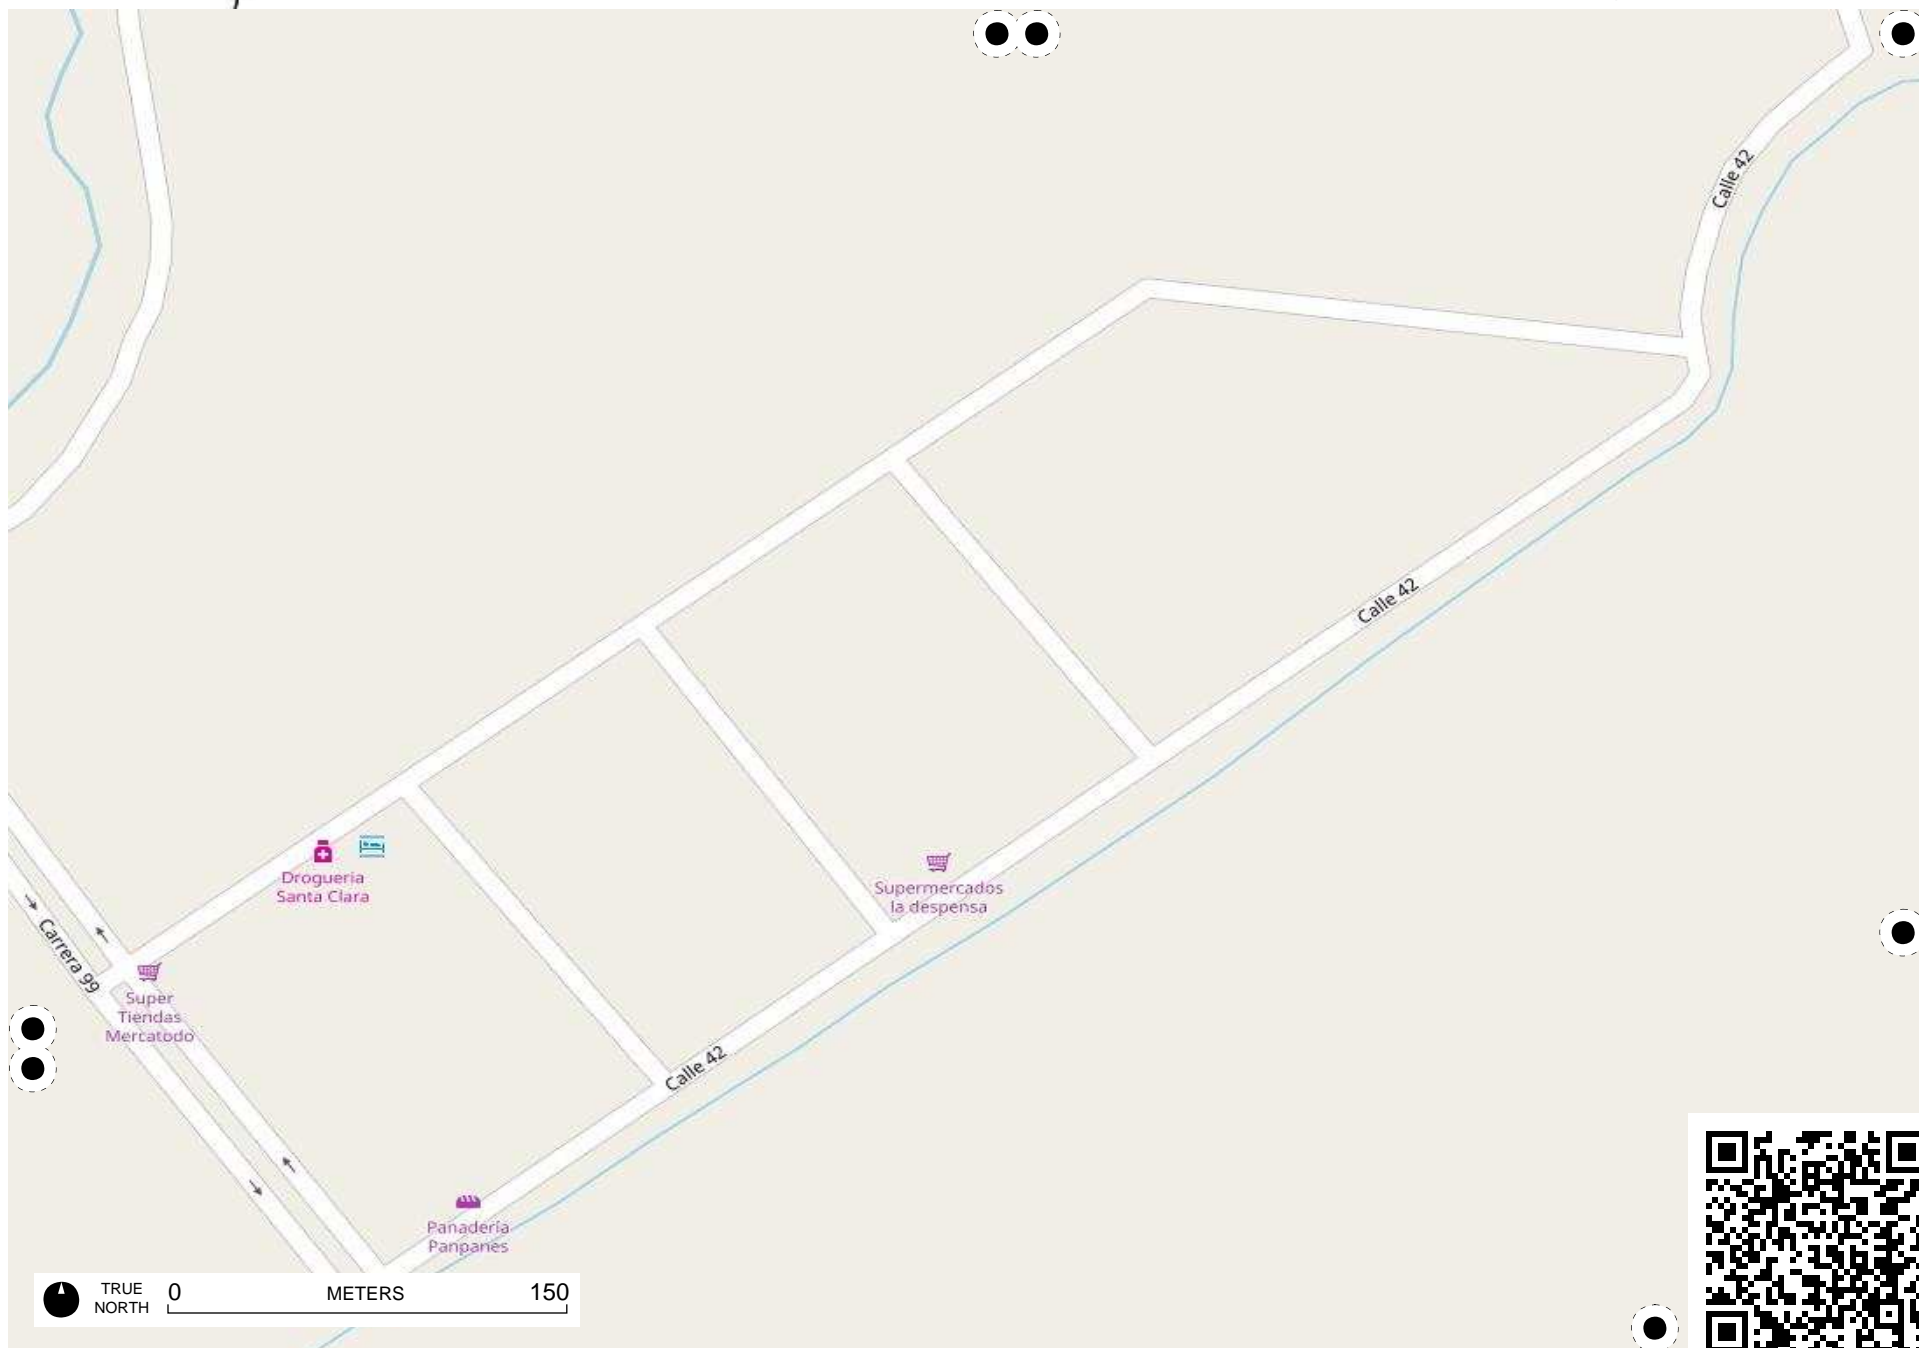 Calle 42
Calle 42
Drogueria
Santa Clara
Supermercados
la despensa
Carrera 99
Super
Tiendas
Mercatodo
Calle 42
Panadería
Panpanes
TRUE
NORTH
0 METERS 150